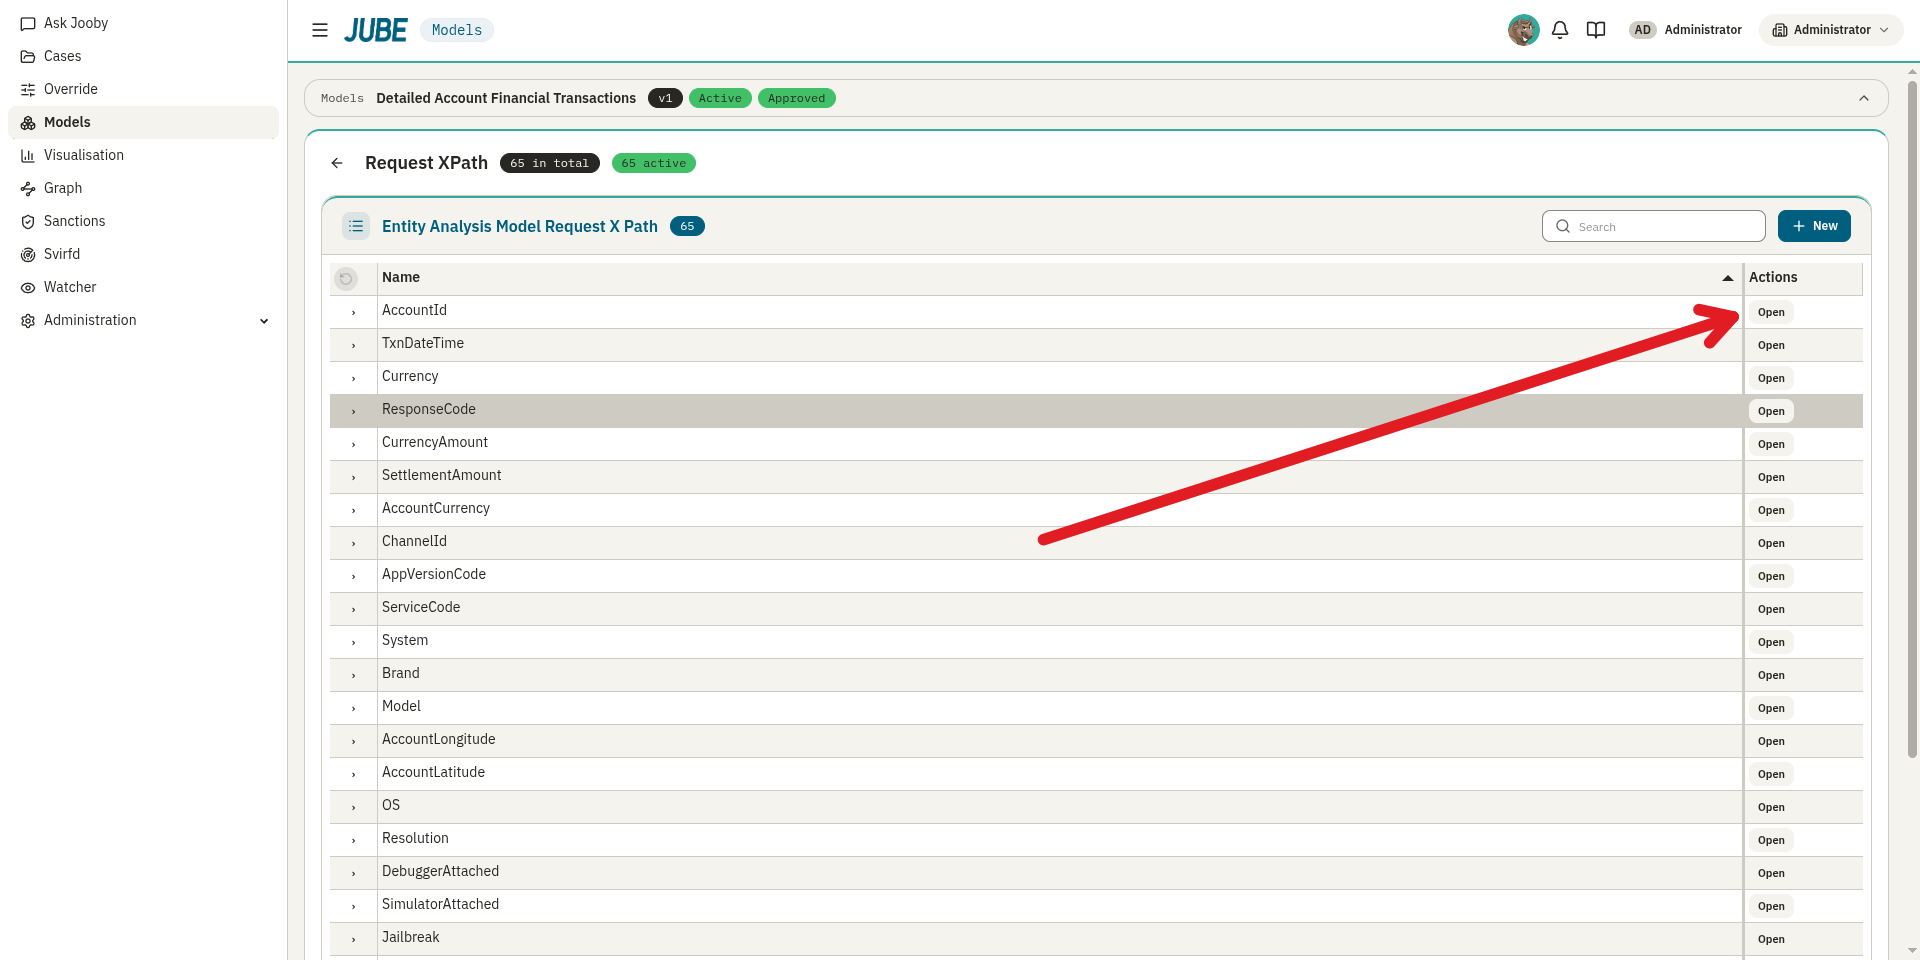 Ask Jooby
Cases
Override
Models
Visualisation
Graph
Sanctions
Svirfd
Watcher
Administration
JUBE Models
AD Administrator Administrator
Models Detailed Account Financial Transactions v1 Active Approved
Request XPath 65 in total 65 active
Entity Analysis Model Request X Path 65 Search New
Name Actions
AccountId Open
TxnDateTime Open
Currency Open
ResponseCode Open
CurrencyAmount Open
SettlementAmount Open
AccountCurrency Open
ChannelId Open
AppVersionCode Open
ServiceCode Open
System Open
Brand Open
Model Open
AccountLongitude Open
AccountLatitude Open
OS Open
Resolution Open
DebuggerAttached Open
SimulatorAttached Open
Jailbreak Open